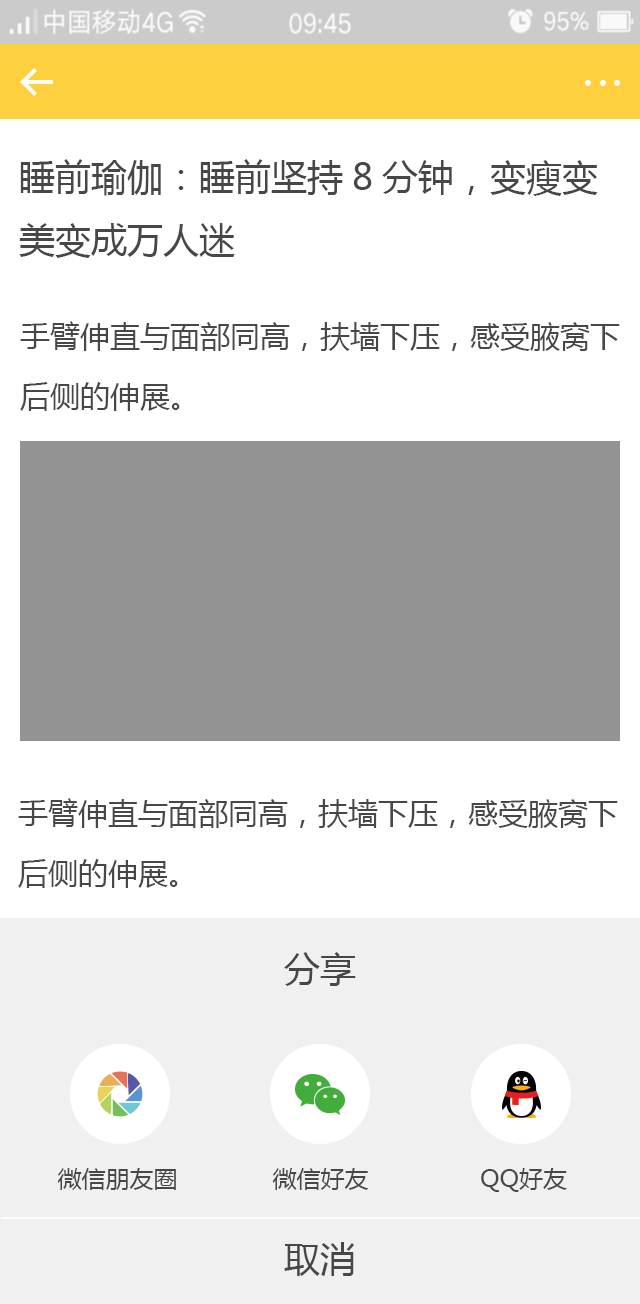 中国移动4G 09:45 95%
睡前瑜伽：睡前坚持 8 分钟，变瘦变
美变成万人迷
手臂伸直与面部同高，扶墙下压，感受腋窝下
后侧的伸展。
手臂伸直与面部同高，扶墙下压，感受腋窝下
后侧的伸展。
分享
微信朋友圈 微信好友 QQ好友
取消